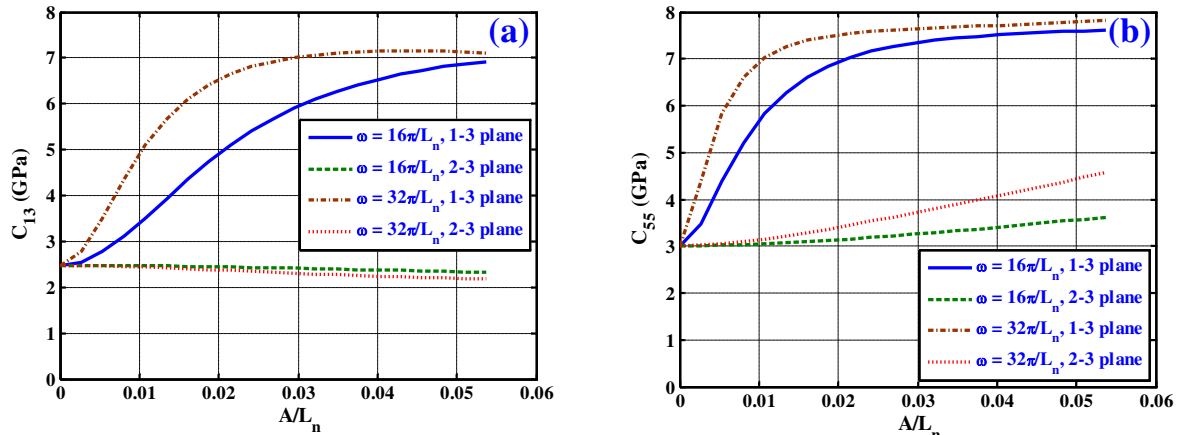 (a)
8
7
6
5
4
3
2
1
0
C13 (GPa)
ω = 16π/Ln, 1-3 plane
ω = 16π/Ln, 2-3 plane
ω = 32π/Ln, 1-3 plane
ω = 32π/Ln, 2-3 plane
0 0.01 0.02 0.03 0.04 0.05 0.06
A/Ln
(b)
8
7
6
5
4
3
2
1
0
C55 (GPa)
ω = 16π/Ln, 1-3 plane
ω = 16π/Ln, 2-3 plane
ω = 32π/Ln, 1-3 plane
ω = 32π/Ln, 2-3 plane
0 0.01 0.02 0.03 0.04 0.05 0.06
A/Ln